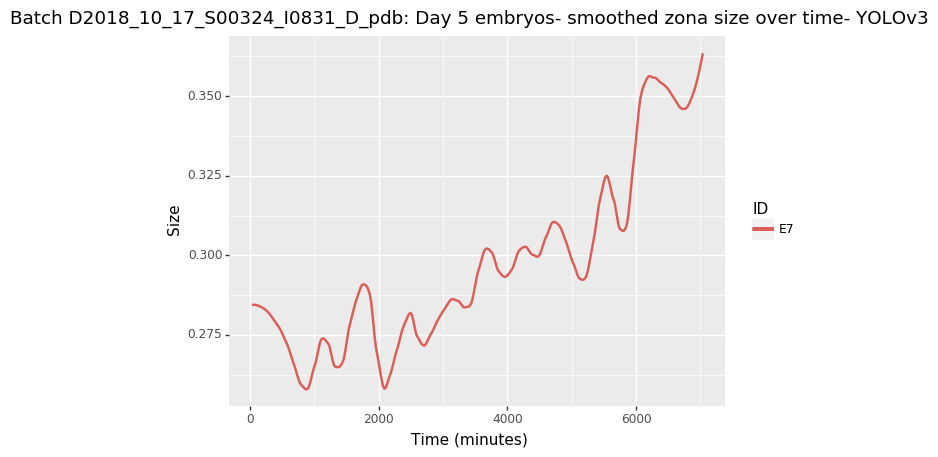 Batch D2018_10_17_S00324_I0831_D_pdb: Day 5 embryos- smoothed zona size over time- YOLOv3
0.350
0.325
0.300
0.275
Size
ID
E7
0 2000 4000 6000
Time (minutes)